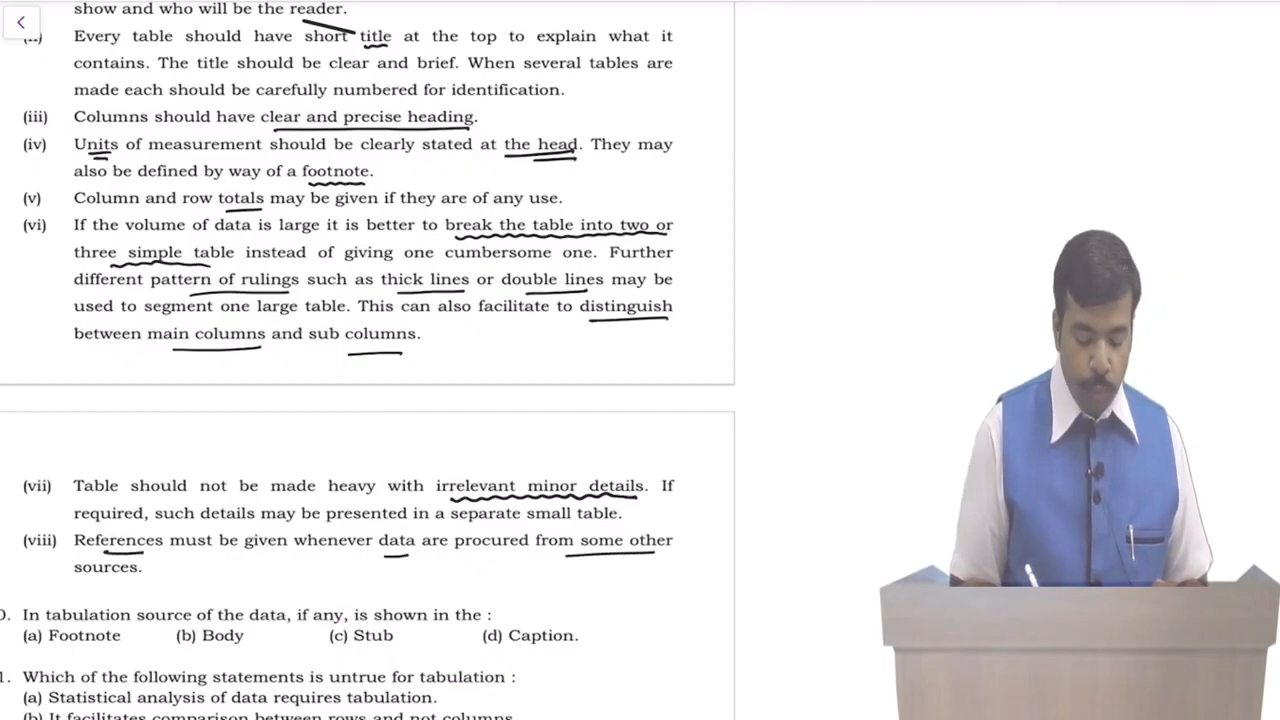 show and who will be the reader.
Every table should have short title at the top to explain what it
contains. The title should be clear and brief. When several tables are
made each should be carefully numbered for identification.
(iii) Columns should have clear and precise heading.
(iv) Units of measurement should be clearly stated at the head. They may
also be defined by way of a footnote.
(v) Column and row totals may be given if they are of any use.
(vi) If the volume of data is large it is better to break the table into two or
three simple table instead of giving one cumbersome one. Further
different pattern of rulings such as thick lines or double lines may be
used to segment one large table. This can also facilitate to distinguish
between main columns and sub columns.
(vii) Table should not be made heavy with irrelevant minor details. If
required, such details may be presented in a separate small table.
(viii) References must be given whenever data are procured from some other
sources.
. In tabulation source of the data, if any, is shown in the :
(a) Footnote (b) Body (c) Stub (d) Caption.
. Which of the following statements is untrue for tabulation :
(a) Statistical analysis of data requires tabulation.
(b) It facilitates comparison between rows and not columns